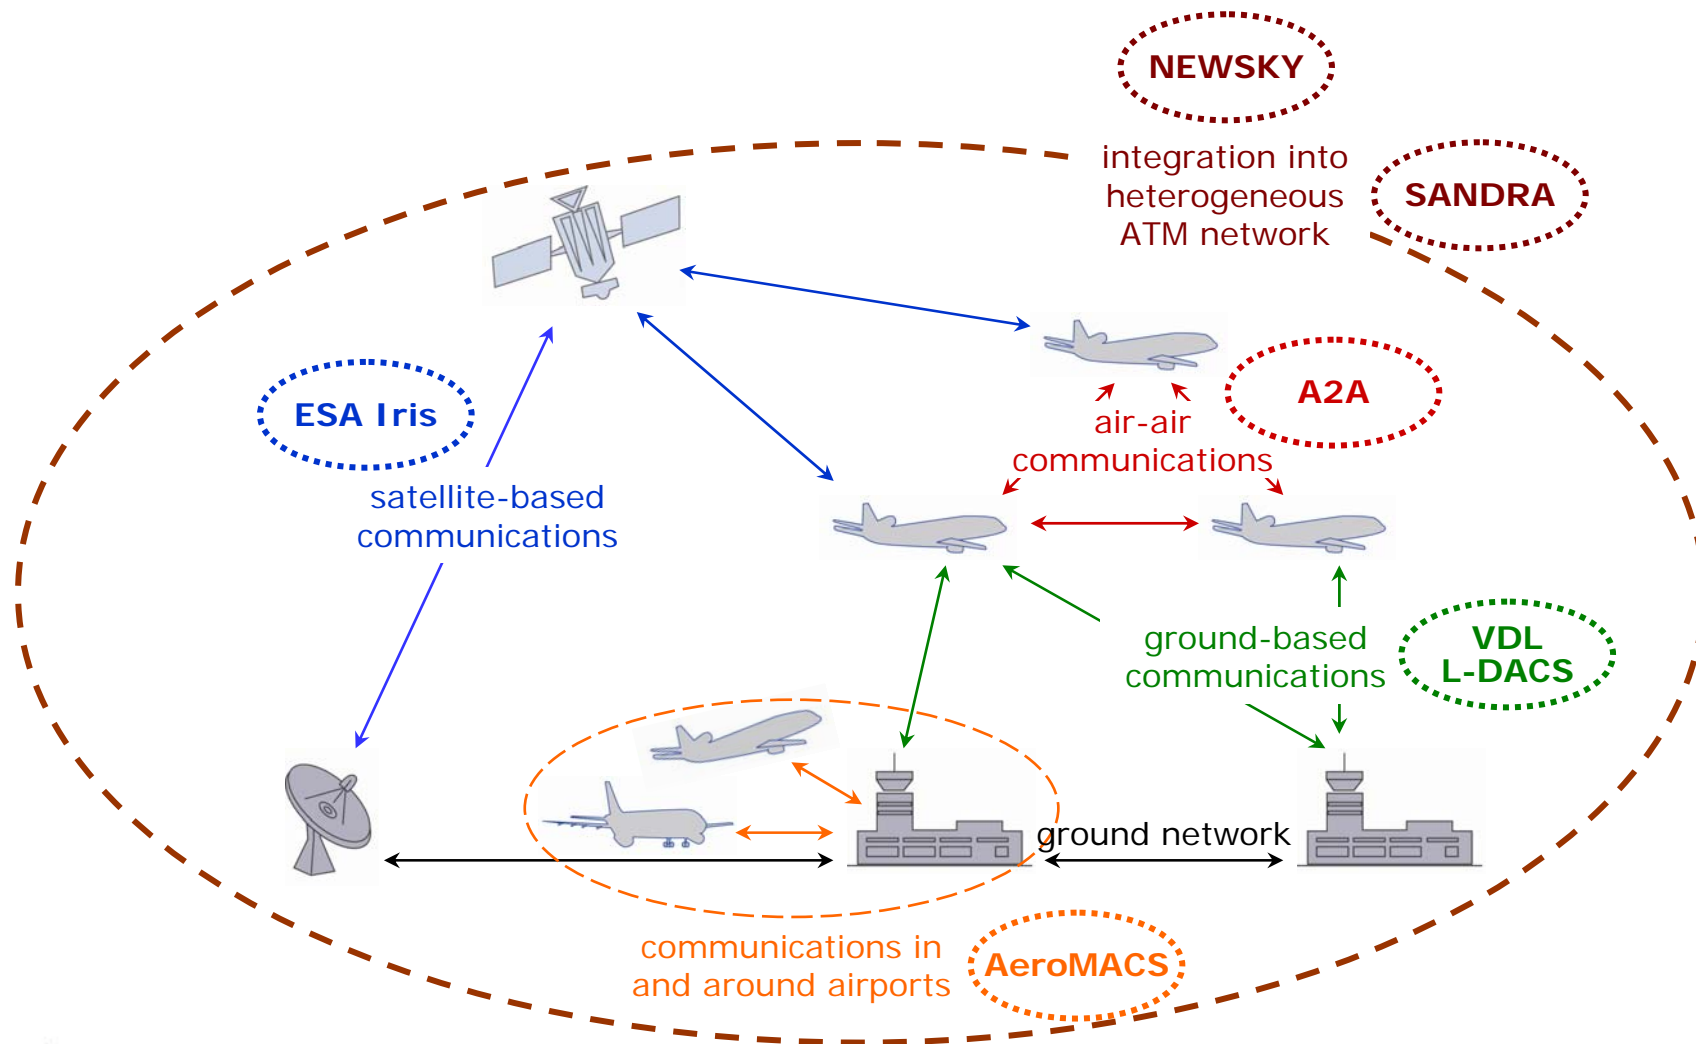 NEWSKY
integration into
heterogeneous
ATM network
SANDRA
ESA Iris
satellite-based
communications
A2A
air-air
communications
ground-based
communications
VDL
L-DACS
ground network
communications in
and around airports
AeroMACS